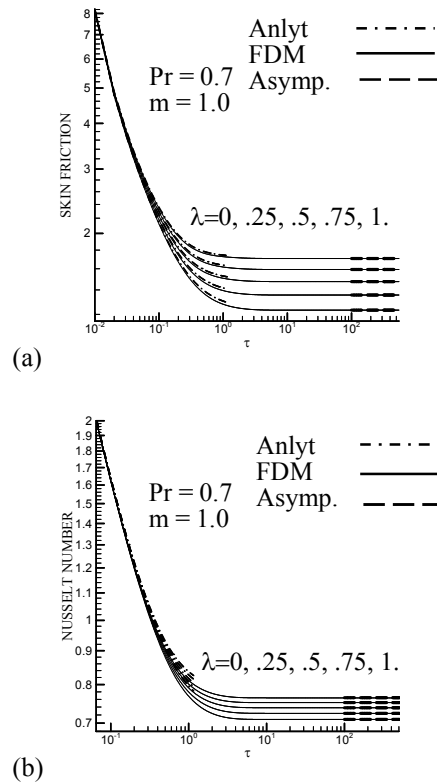 8
7
6
5
4
3
2
SKIN FRICTION
Anlyt
FDM
Asymp.
Pr = 0.7
m = 1.0
λ=0, .25, .5, .75, 1.
10-2
10-1
100
101
102
τ
(a)
2
1.9
1.8
1.7
1.6
1.5
1.4
1.3
1.2
1.1
1
0.9
0.8
0.7
NUSSELT NUMBER
Anlyt
FDM
Asymp.
Pr = 0.7
m = 1.0
λ=0, .25, .5, .75, 1.
10-1
100
101
102
τ
(b)